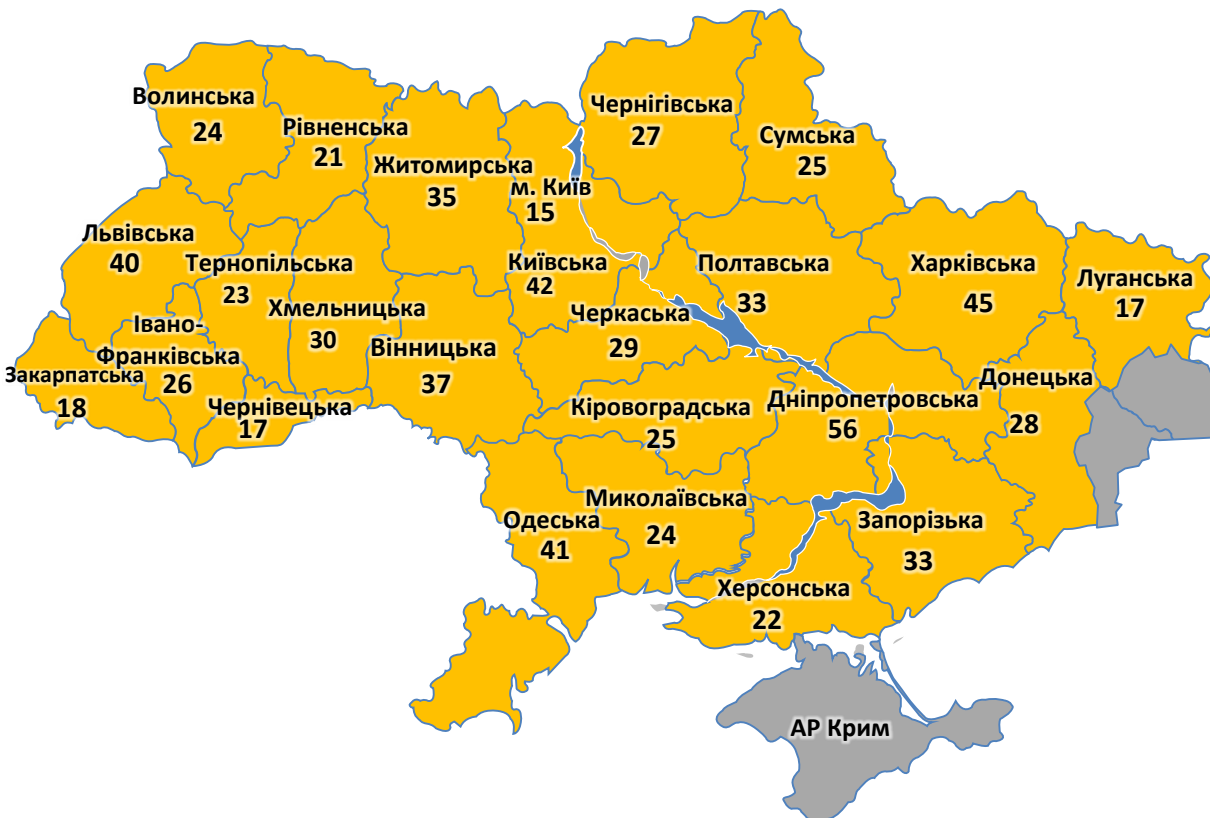 Волинська
24
Рівненська
21
Житомирська
35
м. Київ
15
Чернігівська
27
Сумська
25
Львівська
40
Тернопільська
23
Хмельницька
30
Київська
42
Полтавська
33
Харківська
45
Луганська
17
Івано-
Франківська
26
Закарпатська
18
Чернівецька
17
Вінницька
37
Черкаська
29
Кіровоградська
25
Дніпропетровська
56
Донецька
28
Одеська
41
Миколаївська
24
Запорізька
33
Херсонська
22
АР Крим